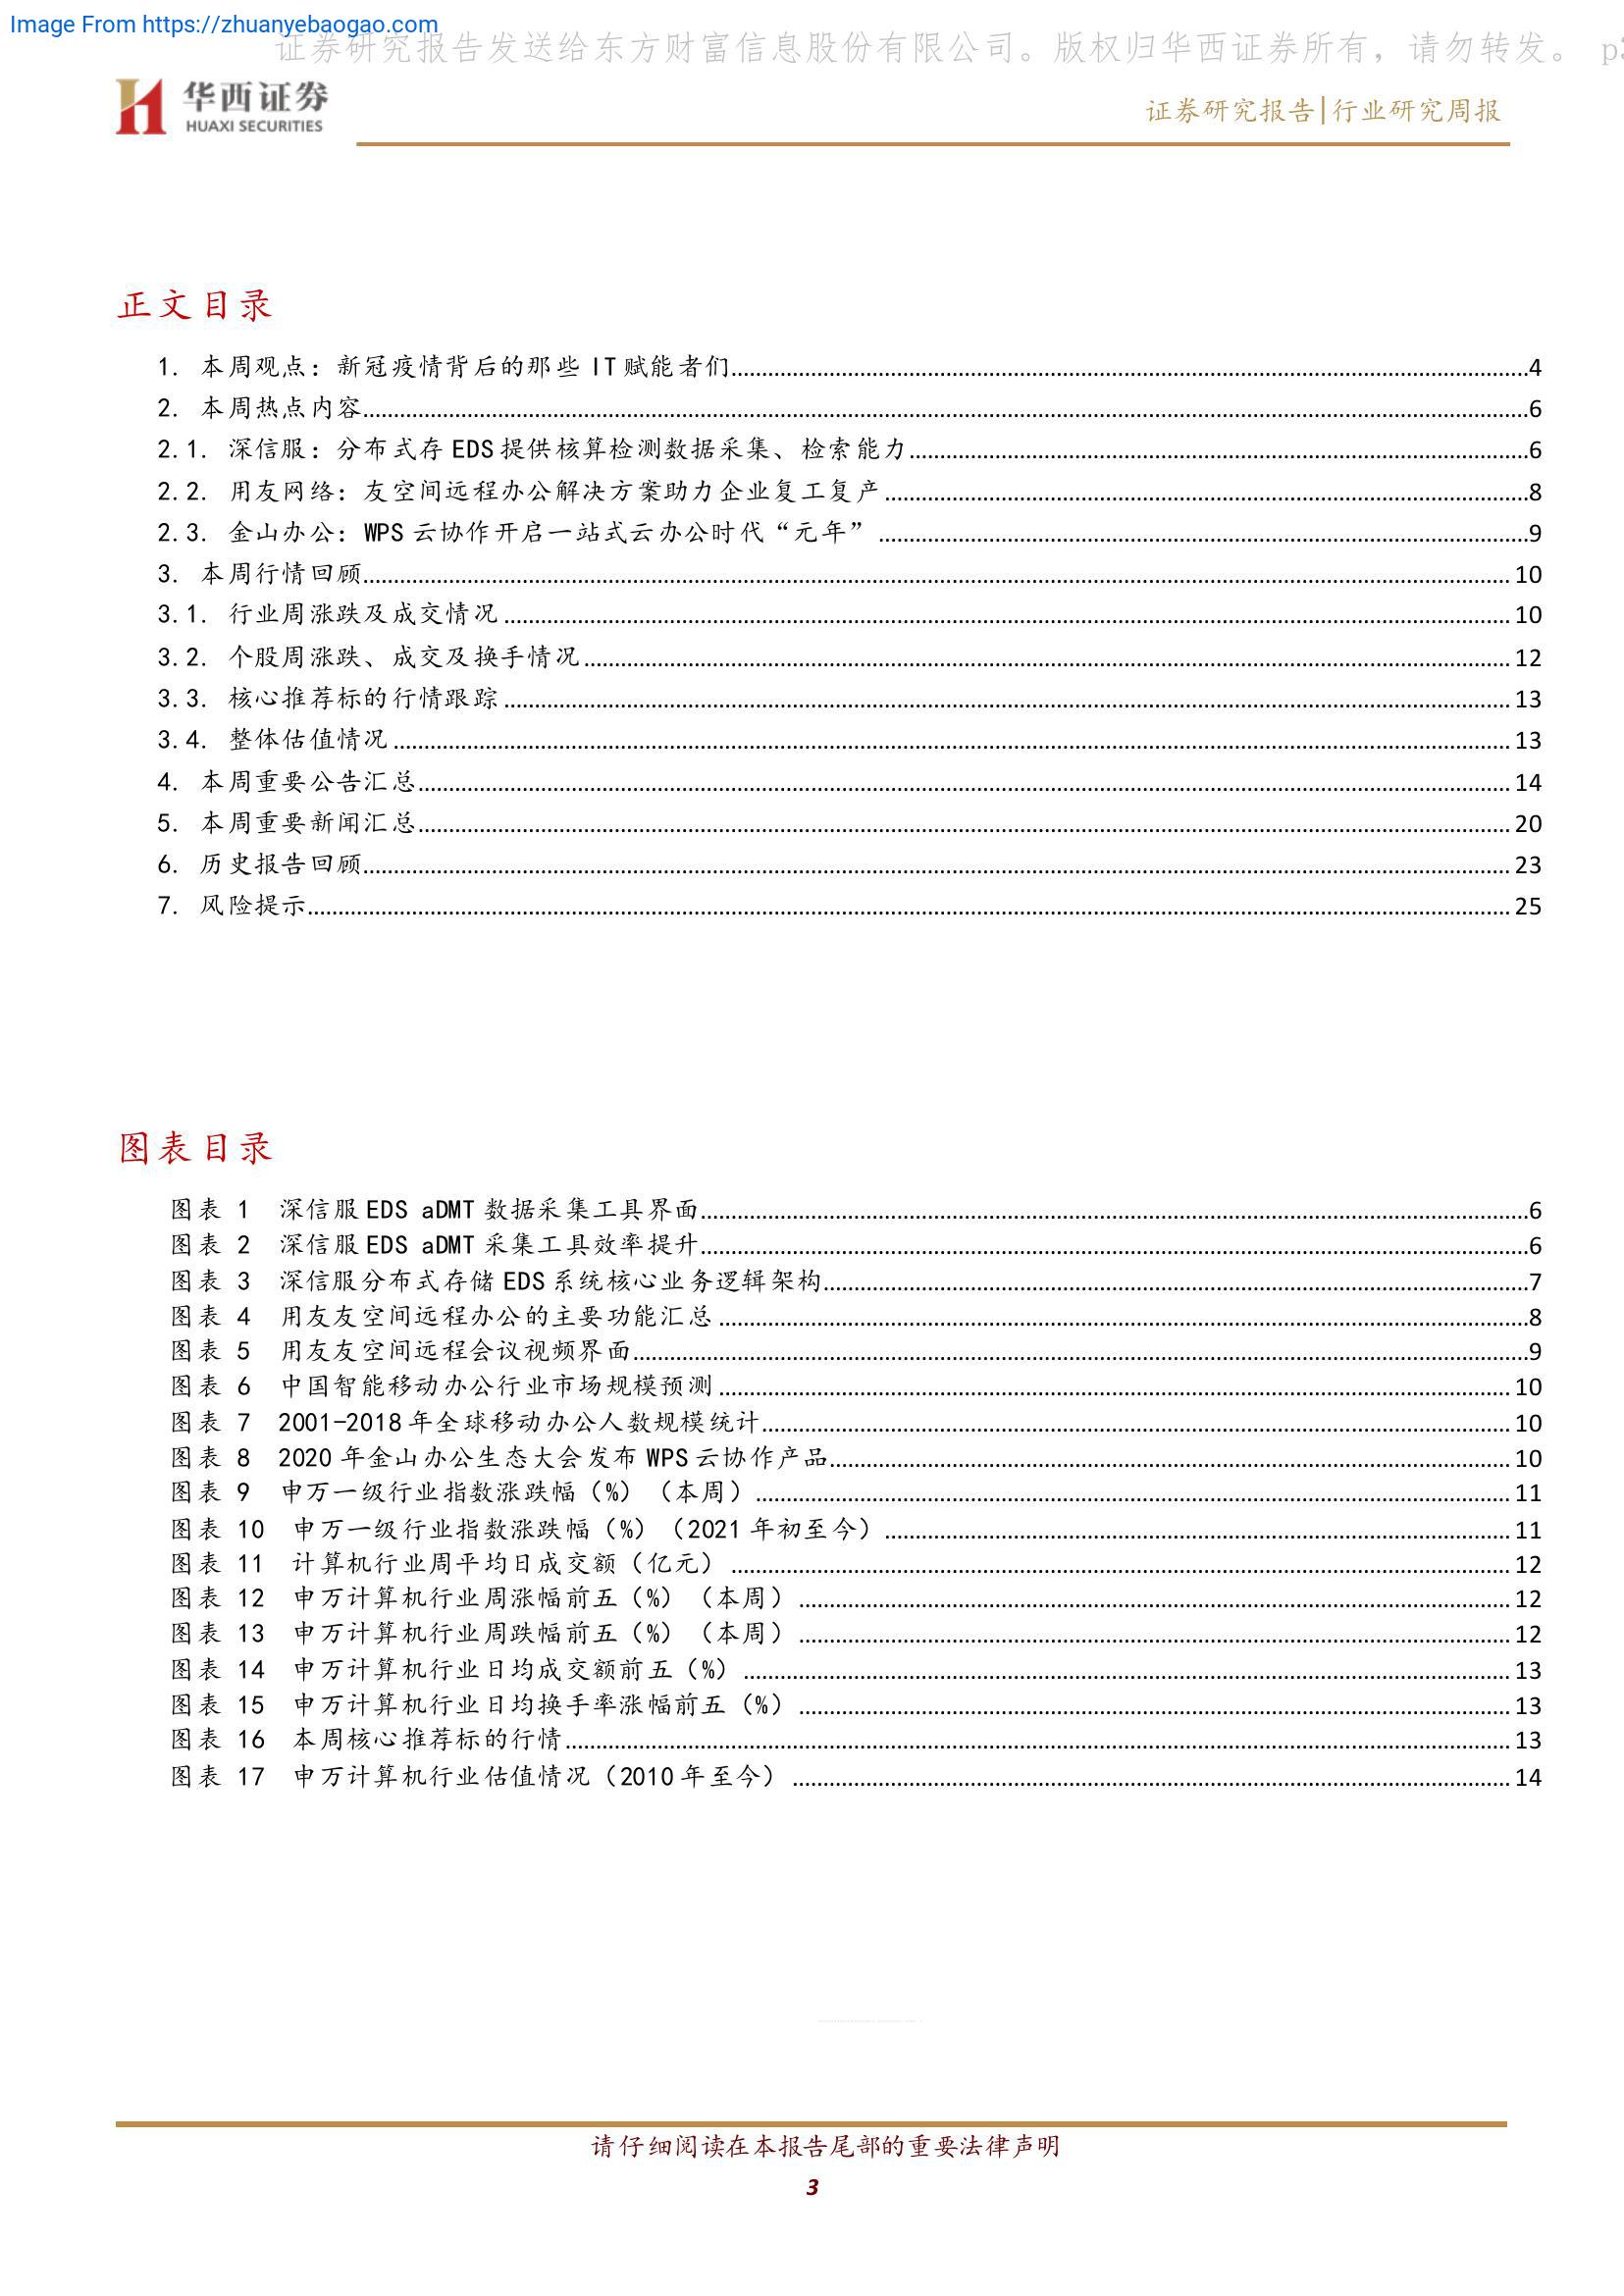 Image From https://zhuanyebaogao.com
证券研究报告发送给东方财富信息股份有限公司。版权归华西证券所有，请勿转发。 p3
华西证券
HUAXI SECURITIES
证券研究报告|行业研究周报
正文目录
1. 本周观点：新冠疫情背后的那些 IT 赋能者们 4
2. 本周热点内容 6
2.1. 深信服：分布式存 EDS 提供核算检测数据采集、检索能力 6
2.2. 用友网络：友空间远程办公解决方案助力企业复工复产 8
2.3. 金山办公：WPS 云协作开启一站式云办公时代“元年” 9
3. 本周行情回顾 10
3.1. 行业周涨跌及成交情况 10
3.2. 个股周涨跌、成交及换手情况 12
3.3. 核心推荐标的行情跟踪 13
3.4. 整体估值情况 13
4. 本周重要公告汇总 14
5. 本周重要新闻汇总 20
6. 历史报告回顾 23
7. 风险提示 25
图表目录
图表 1 深信服 EDS aDMT 数据采集工具界面 6
图表 2 深信服 EDS aDMT 采集工具效率提升 6
图表 3 深信服分布式存储 EDS 系统核心业务逻辑架构 7
图表 4 用友友空间远程办公的主要功能汇总 8
图表 5 用友友空间远程会议视频界面 9
图表 6 中国智能移动办公行业市场规模预测 10
图表 7 2001-2018 年全球移动办公人数规模统计 10
图表 8 2020 年金山办公生态大会发布 WPS 云协作产品 10
图表 9 申万一级行业指数涨跌幅（%）（本周） 11
图表 10 申万一级行业指数涨跌幅（%）（2021 年初至今） 11
图表 11 计算机行业周平均日成交额（亿元） 12
图表 12 申万计算机行业周涨幅前五（%）（本周） 12
图表 13 申万计算机行业周跌幅前五（%）（本周） 12
图表 14 申万计算机行业日均成交额前五（%） 13
图表 15 申万计算机行业日均换手率涨幅前五（%） 13
图表 16 本周核心推荐标的行情 13
图表 17 申万计算机行业估值情况（2010 年至今） 14
请仔细阅读在本报告尾部的重要法律声明
3